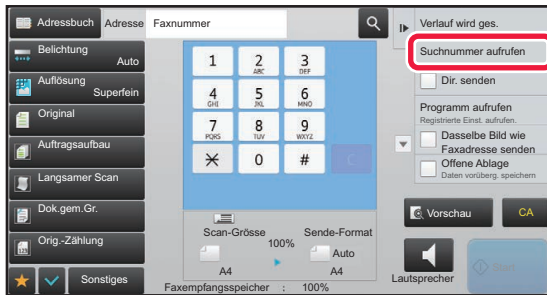 Adressbuch
Adresse
Faxnummer
Verlauf wird ges.
Belichtung
Auto
Suchnummer aufrufen
Auflösung
Superfein
Dir. senden
Original
Programm aufrufen
Registrierte Einst. aufrufen.
Auftragsaufbau
Dasselbe Bild wie
Faxadresse senden
Langsamer Scan
Offene Ablage
Daten vorüberg. speichern
Dok.gem.Gr.
Orig.-Zählung
Sonstiges
1 2 3
ABC DEF
4 5 6
GHI JKL MNO
7 8 9
PQRS TUV WXYZ
0 # C
Scan-Grösse
Sende-Format
100%
Auto
A4
A4
Faxempfangsspeicher : 100%
Vorschau
CA
Lautsprecher
Start